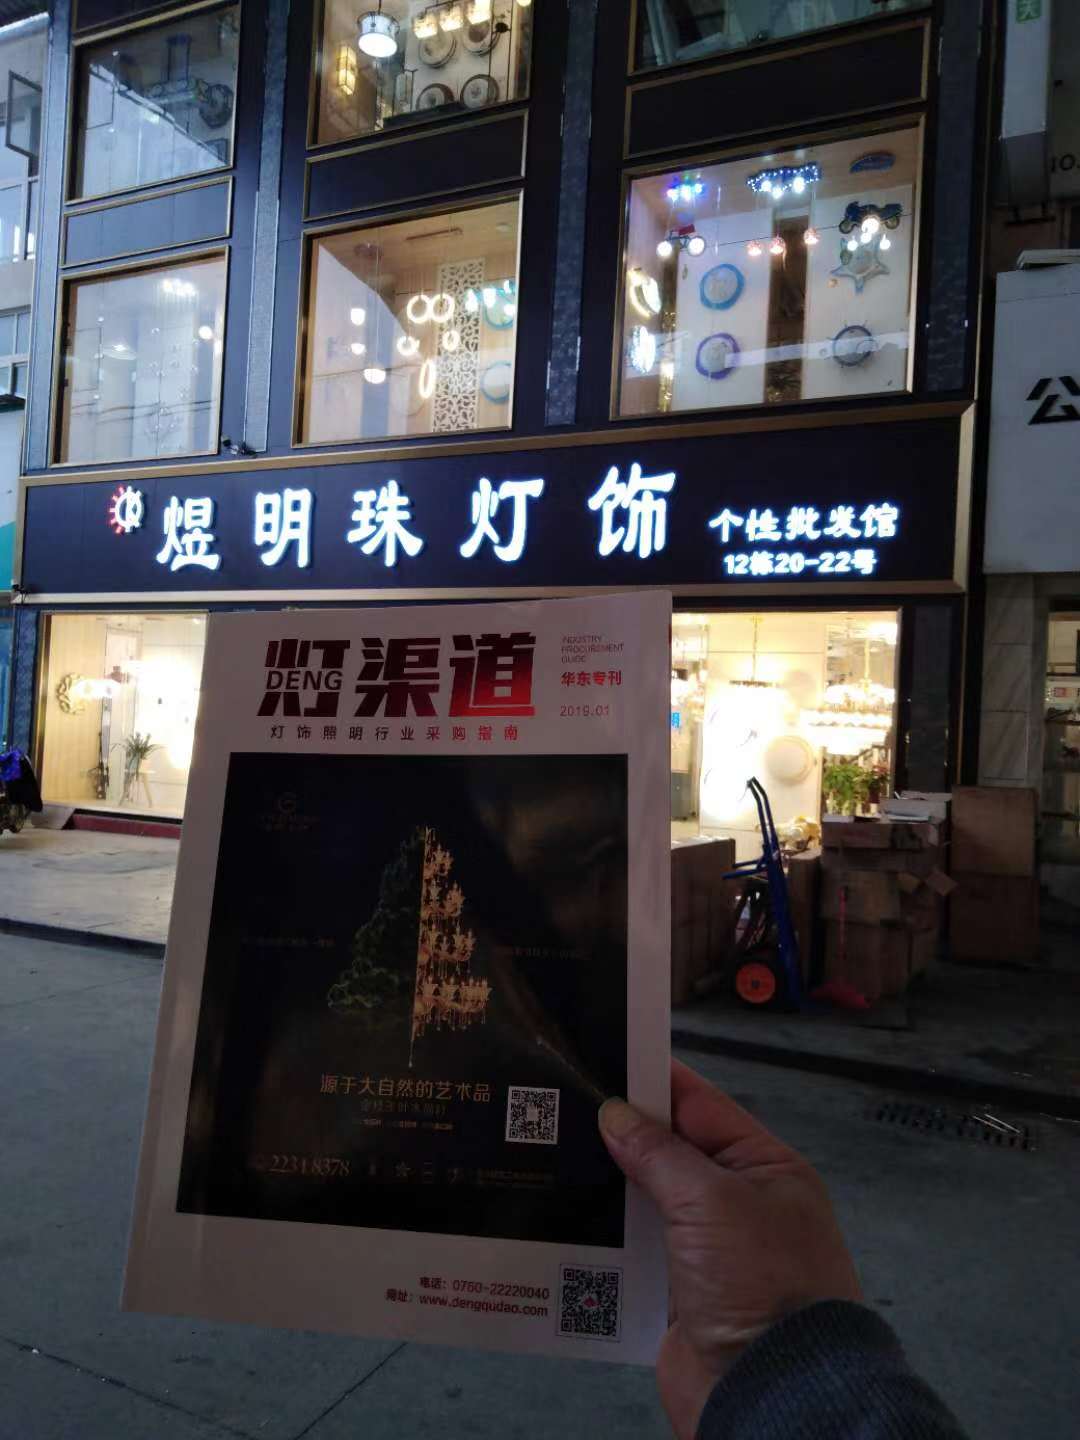 煜明珠灯饰
个性批发馆
12栋20-22号
公
灯渠道
DENG
INDUSTRY
PROCUREMENT
GUIDE
华东专刊
2019.01
灯饰照明行业采购指南
源于大自然的艺术品
22318378
电话：0760-22220040
网址：www.dengqudao.com